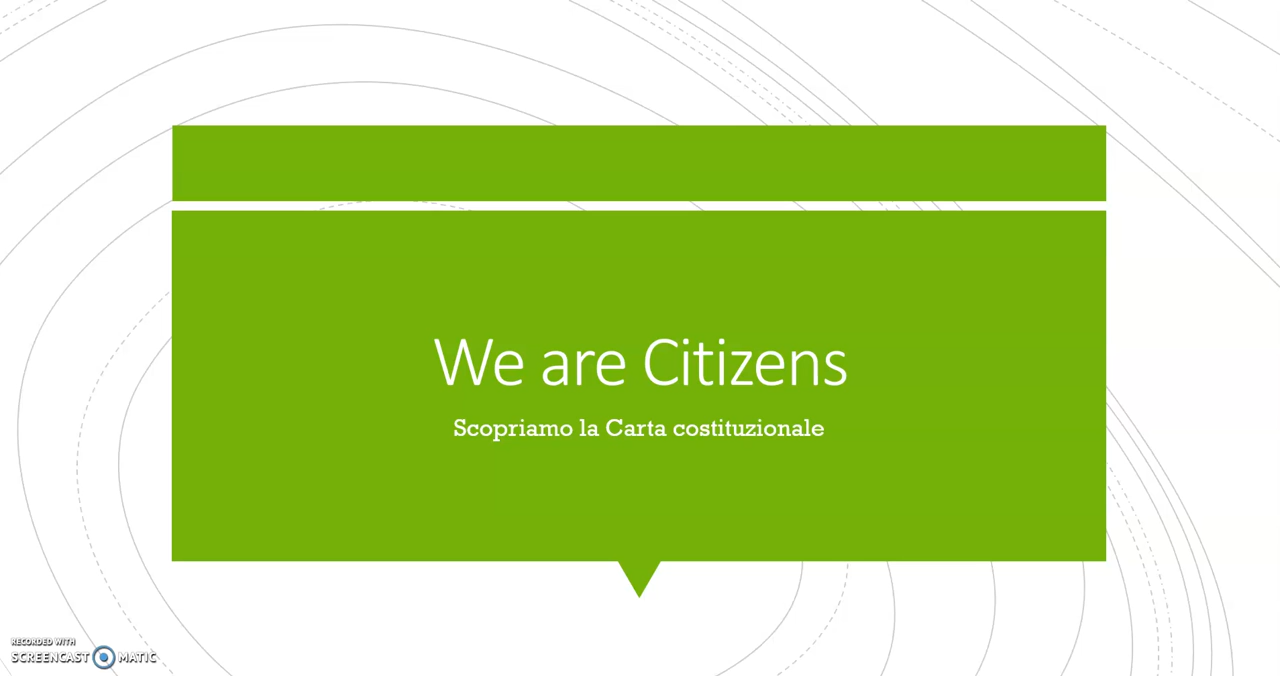 We are Citizens
Scopriamo la Carta costituzionale
RECORDED WITH
SCREENCAST MATIC